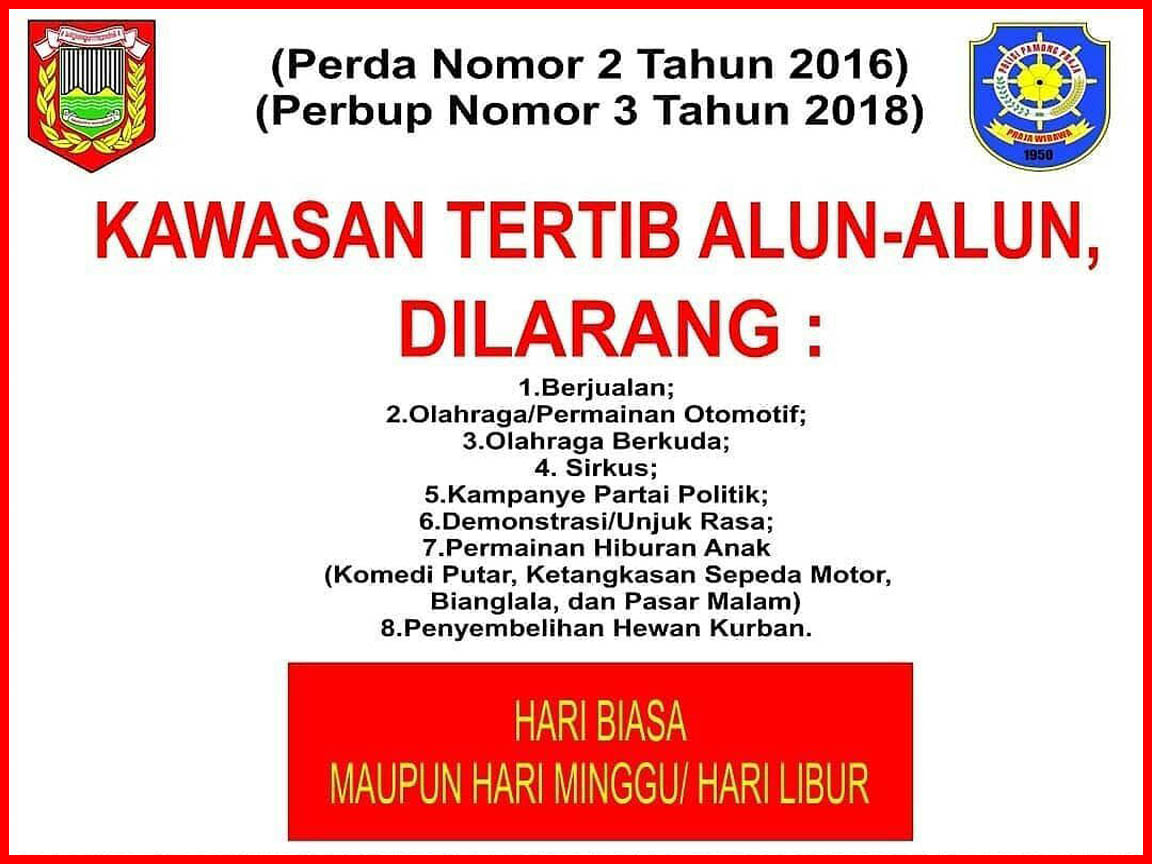 (Perda Nomor 2 Tahun 2016)
(Perbup Nomor 3 Tahun 2018)
POLISI PAMONG PRAJA
PRAJA WIBAWA
1950
KAWASAN TERTIB ALUN-ALUN,
DILARANG :
1.Berjualan;
2.Olahraga/Permainan Otomotif;
3.Olahraga Berkuda;
4. Sirkus;
5.Kampanye Partai Politik;
6.Demonstrasi/Unjuk Rasa;
7.Permainan Hiburan Anak
(Komedi Putar, Ketangkasan Sepeda Motor,
Bianglala, dan Pasar Malam)
8.Penyembelihan Hewan Kurban.
HARI BIASA
MAUPUN HARI MINGGU/ HARI LIBUR